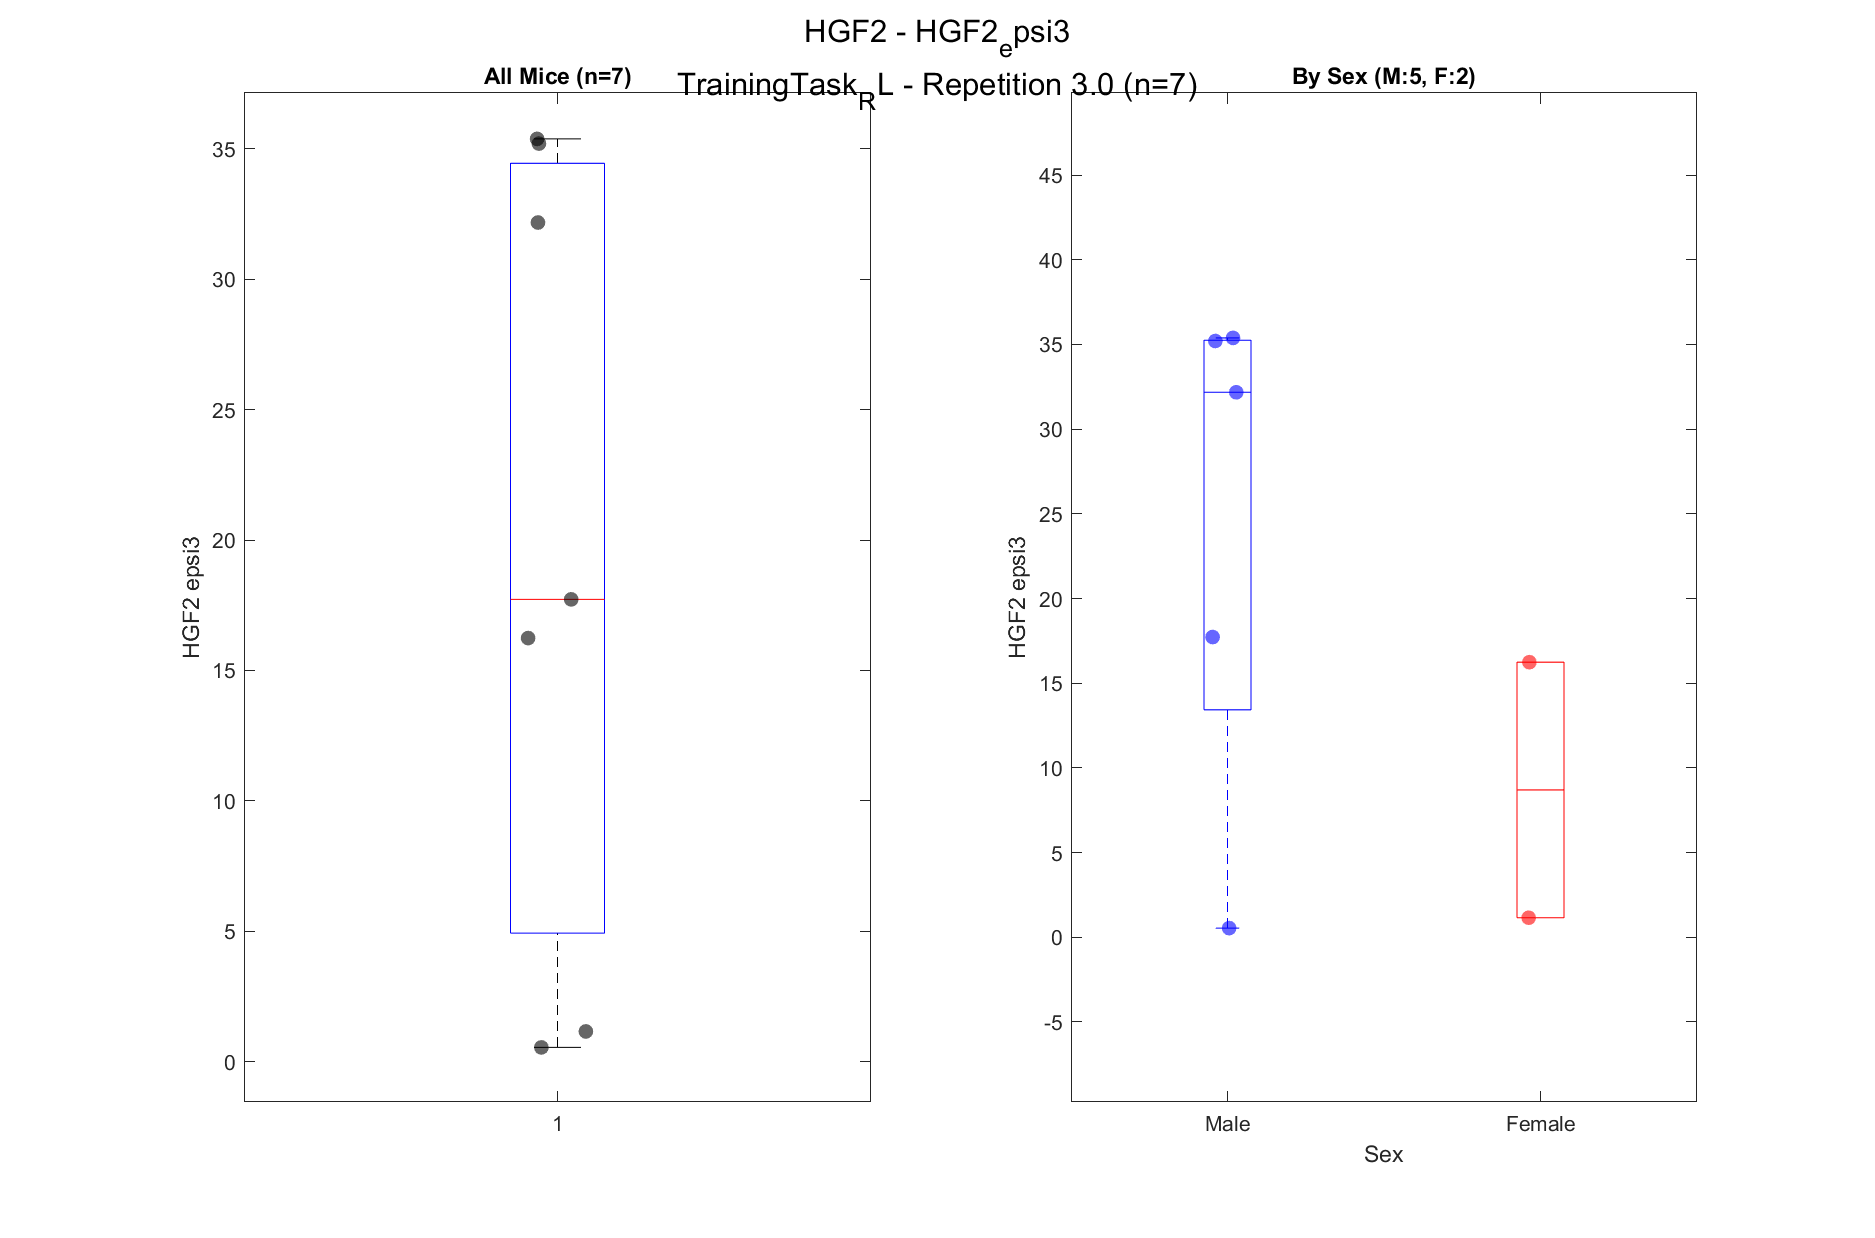 HGF2 - HGF2epsi3
TrainingTaskRL - Repetition 3.0 (n=7)
All Mice (n=7)
HGF2 epsi3
35
30
25
20
15
10
5
0
1
By Sex (M:5, F:2)
HGF2 epsi3
45
40
35
30
25
20
15
10
5
0
-5
Male Female
Sex